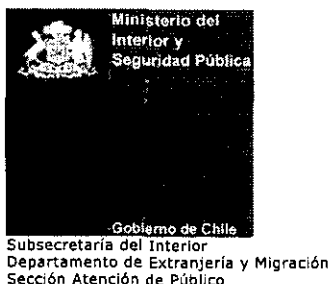 Ministerio del
Interior y
Seguridad Pública
Gobierno de Chile
Subsecretaría del Interior
Departamento de Extranjería y Migración
Sección Atención de Público